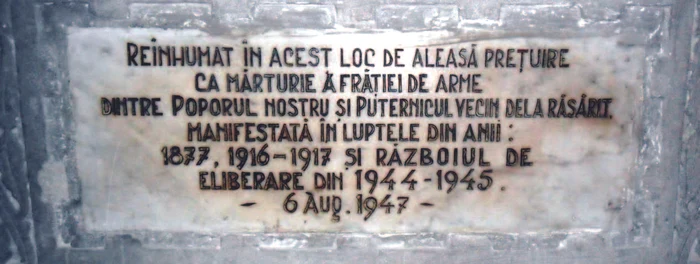 REÎNHUMAT ÎN ACEST LOC DE ALEASĂ PREȚUIRE
CA MĂRTURIE A FRĂȚIEI DE ARME
DINTRE POPORUL NOSTRU ȘI PUTERNICUL VECIN DELA RĂSĂRIT,
MANIFESTATĂ ÎN LUPTELE DIN ANII :
1877, 1916-1917 ȘI RĂZBOIUL DE
ELIBERARE DIN 1944-1945.
- 6 AUG. 1947 -